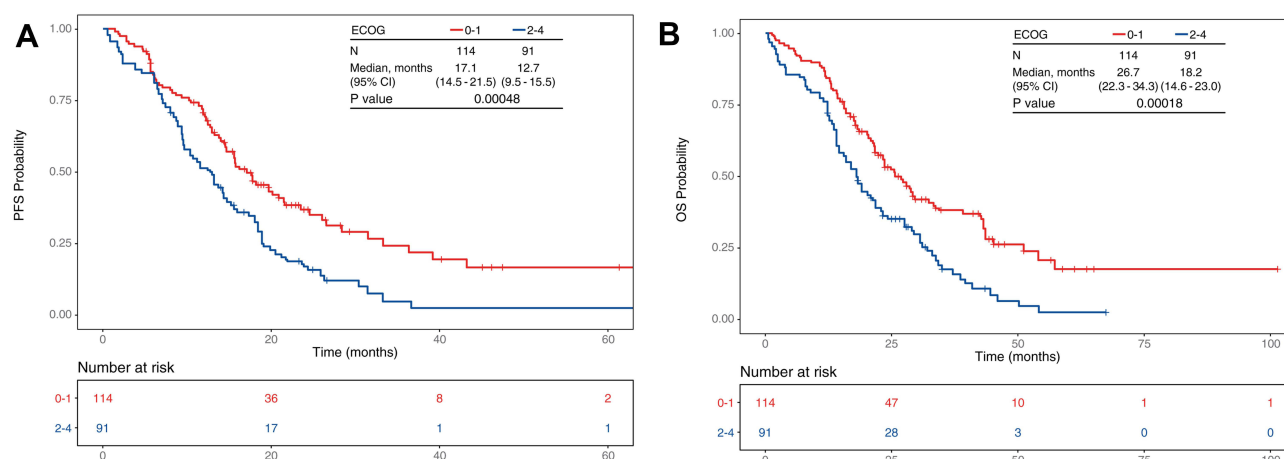 A
PFS Probability
1.00
0.75
0.50
0.25
0.00
ECOG 0-1 2-4
N 114 91
Median, months 17.1 12.7
(95% CI) (14.5 - 21.5) (9.5 - 15.5)
P value 0.00048
0 20 40 60
Time (months)
Number at risk
0-1 114 36 8 2
2-4 91 17 1 1
0 20 40 60
B
OS Probability
1.00
0.75
0.50
0.25
0.00
ECOG 0-1 2-4
N 114 91
Median, months 26.7 18.2
(95% CI) (22.3 - 34.3) (14.6 - 23.0)
P value 0.00018
0 25 50 75 100
Time (months)
Number at risk
0-1 114 47 10 1 1
2-4 91 28 3 0 0
0 25 50 75 100